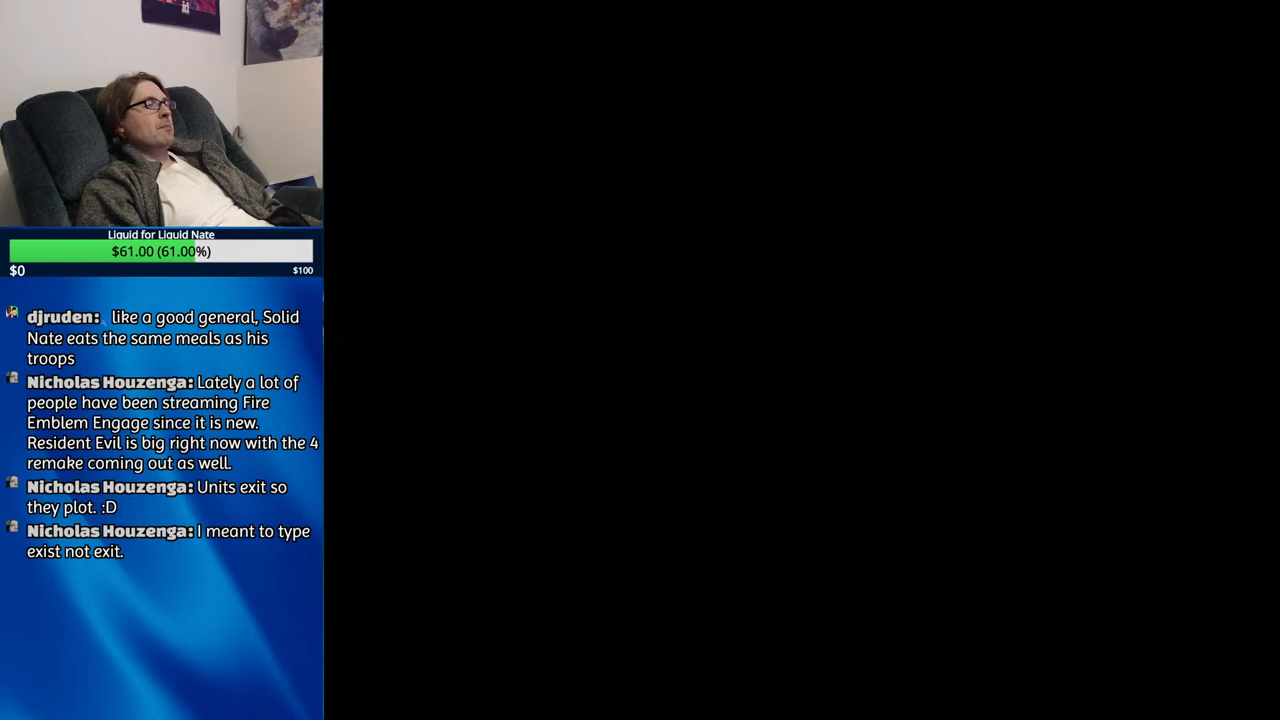 Liquid for Liquid Nate
$61.00 (61.00%)
$0 $100
djruden: like a good general, Solid
Nate eats the same meals as his
troops
Nicholas Houzenga: Lately a lot of
people have been streaming Fire
Emblem Engage since it is new.
Resident Evil is big right now with the 4
remake coming out as well.
Nicholas Houzenga: Units exit so
they plot. :D
Nicholas Houzenga: I meant to type
exist not exit.